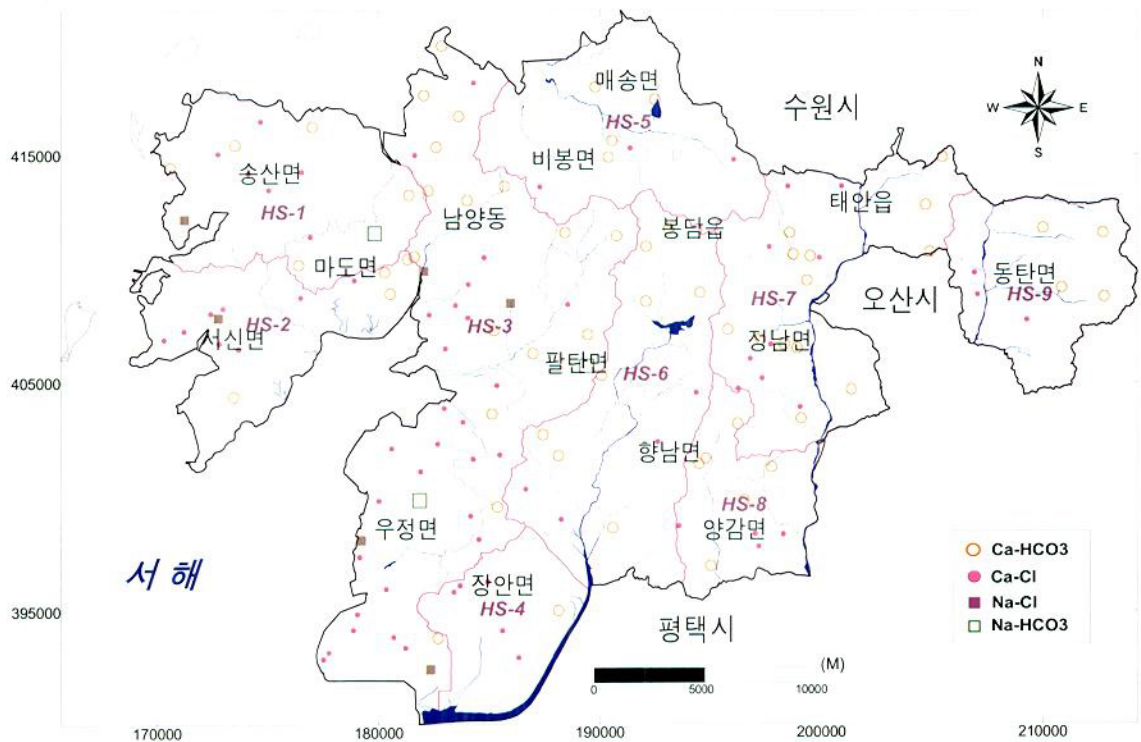 N
W
E
S
매송면
수원시
HS-5
415000
비봉면
송산면
태안읍
HS-1
남양동
봉담읍
마도면
동탄면
HS-9
HS-7
오산시
HS-2
HS-3
서신면
정남면
팔탄면
HS-6
405000
향남면
HS-8
우정면
양감면
Ca-HCO3
서 해
Ca-Cl
장안면
Na-Cl
HS-4
395000
평택시
Na-HCO3
(M)
0
5000
10000
170000
180000
190000
200000
210000